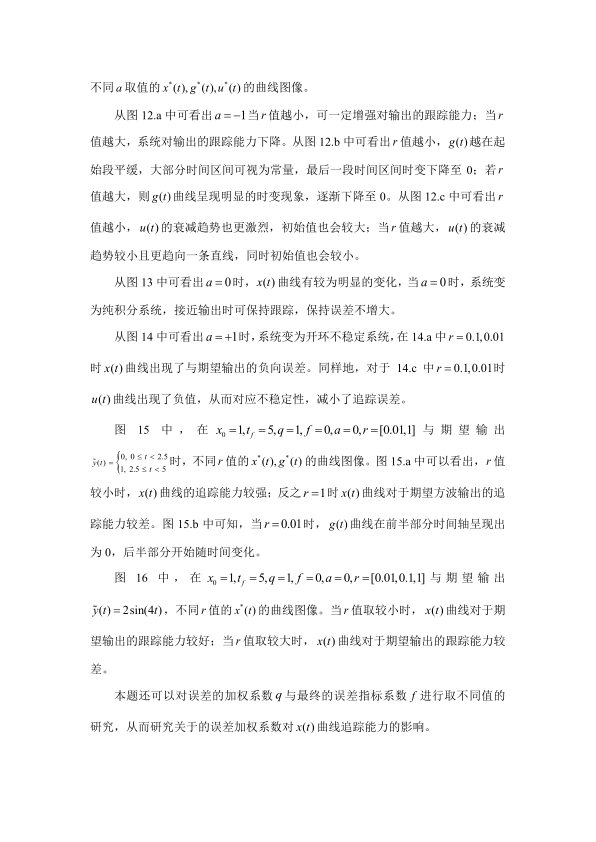 不同 a 取值的 x*(t), g*(t), u*(t) 的曲线图像。
从图 12.a 中可看出 a = −1 当 r 值越小，可一定增强对输出的跟踪能力；当 r
值越大，系统对输出的跟踪能力下降。从图 12.b 中可看出 r 值越小，g(t) 越在起
始段平缓，大部分时间区间可视为常量，最后一段时间区间时变下降至 0；若 r
值越大，则 g(t) 曲线呈现明显的时变现象，逐渐下降至 0。从图 12.c 中可看出 r
值越小，u(t) 的衰减趋势也更激烈，初始值也会较大；当 r 值越大，u(t) 的衰减
趋势较小且更趋向一条直线，同时初始值也会较小。
从图 13 中可看出 a = 0 时，x(t) 曲线有较为明显的变化，当 a = 0 时，系统变
为纯积分系统，接近输出时可保持跟踪，保持误差不增大。
从图 14 中可看出 a = +1 时，系统变为开环不稳定系统，在 14.a 中 r = 0.1, 0.01
时 x(t) 曲线出现了与期望输出的负向误差。同样地，对于 14.c 中 r = 0.1, 0.01 时
u(t) 曲线出现了负值，从而对应不稳定性，减小了追踪误差。
图 15 中，在 x₀ = 1, t_f = 5, q = 1, f = 0, a = 0, r = [0.01,1] 与期望输出
ỹ(t) = {0, 0 ≤ t < 2.5; 1, 2.5 ≤ t < 5 时，不同 r 值的 x*(t), g*(t) 的曲线图像。图 15.a 中可以看出，r 值
较小时，x(t) 曲线的追踪能力较强；反之 r = 1 时 x(t) 曲线对于期望方波输出的追
踪能力较差。图 15.b 中可知，当 r = 0.01 时，g(t) 曲线在前半部分时间轴呈现出
为 0，后半部分开始随时间变化。
图 16 中，在 x₀ = 1, t_f = 5, q = 1, f = 0, a = 0, r = [0.01,0.1,1] 与期望输出
ỹ(t) = 2sin(4t)，不同 r 值的 x*(t) 的曲线图像。当 r 值取较小时，x(t) 曲线对于期
望输出的跟踪能力较好；当 r 值取较大时，x(t) 曲线对于期望输出的跟踪能力较
差。
本题还可以对误差的加权系数 q 与最终的误差指标系数 f 进行取不同值的
研究，从而研究关于的误差加权系数对 x(t) 曲线追踪能力的影响。